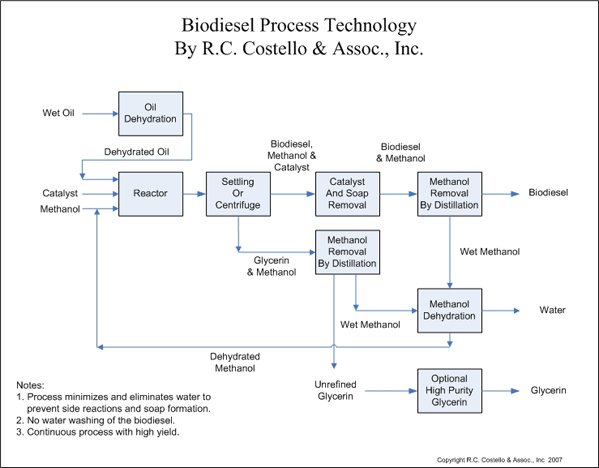 Biodiesel Process Technology
By R.C. Costello & Assoc., Inc.
Wet Oil
Oil
Dehydration
Dehydrated Oil
Catalyst
Methanol
Reactor
Settling
Or
Centrifuge
Biodiesel,
Methanol &
Catalyst
Catalyst
And Soap
Removal
Biodiesel
& Methanol
Methanol
Removal
By Distillation
Biodiesel
Glycerin
& Methanol
Methanol
Removal
By Distillation
Wet Methanol
Wet Methanol
Methanol
Dehydration
Water
Dehydrated
Methanol
Unrefined
Glycerin
Optional
High Purity
Glycerin
Glycerin
Notes:
1. Process minimizes and eliminates water to
prevent side reactions and soap formation.
2. No water washing of the biodiesel.
3. Continuous process with high yield.
Copyright R.C. Costello & Assoc., Inc 2007